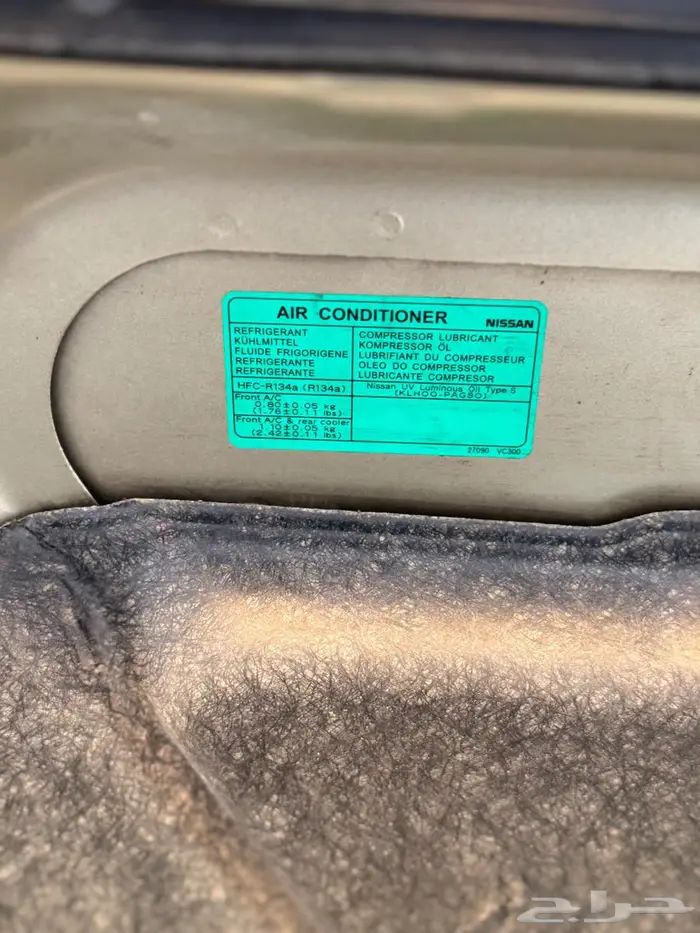 AIR CONDITIONER NISSAN
REFRIGERANT
KÜHLMITTEL
FLUIDE FRIGORIGENE
REFRIGERANTE
REFRIGERANTE
COMPRESSOR LUBRICANT
KOMPRESSOR ÖL
LUBRIFIANT DU COMPRESSEUR
OLEO DO COMPRESSOR
LUBRICANTE COMPRESOR
HFC-R134a (R134a)
Nissan UV Luminous Oil Type S
(KLHOO-PAGSO)
Front A/C
0.80±0.05 kg
(1.76±0.11 lbs)
Front A/C & rear cooler
1.10±0.05 kg
(2.42±0.11 lbs)
27090 VC300
حراج